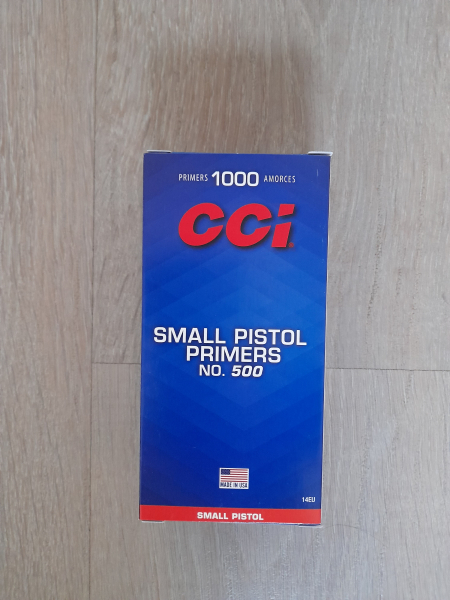 PRIMERS 1000 AMORCES
CCi
SMALL PISTOL
PRIMERS
NO. 500
MADE IN USA
14EU
SMALL PISTOL